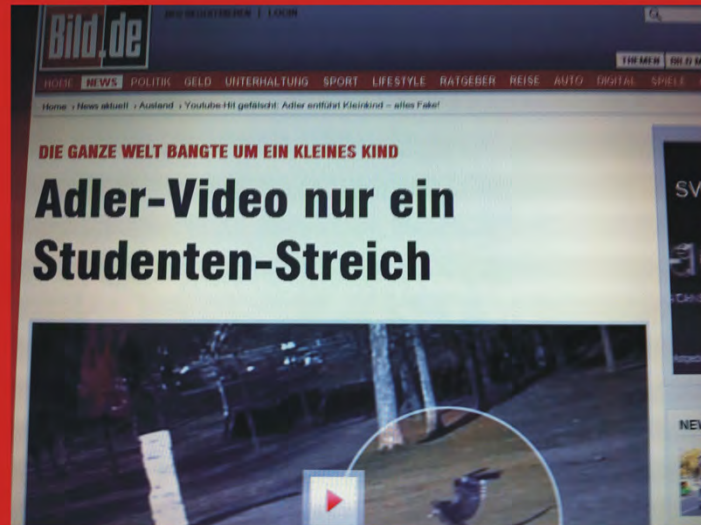 Bild.de
REGISTRIEREN | LOGIN
THEMEN
HOME NEWS POLITIK GELD UNTERHALTUNG SPORT LIFESTYLE RATGEBER REISE AUTO DIGITAL SPIELE
Home › News aktuell › Ausland › Youtube-Hit gefälscht: Adler entführt Kleinkind – alles Fake!
DIE GANZE WELT BANGTE UM EIN KLEINES KIND
Adler-Video nur ein
Studenten-Streich
SV
NEW